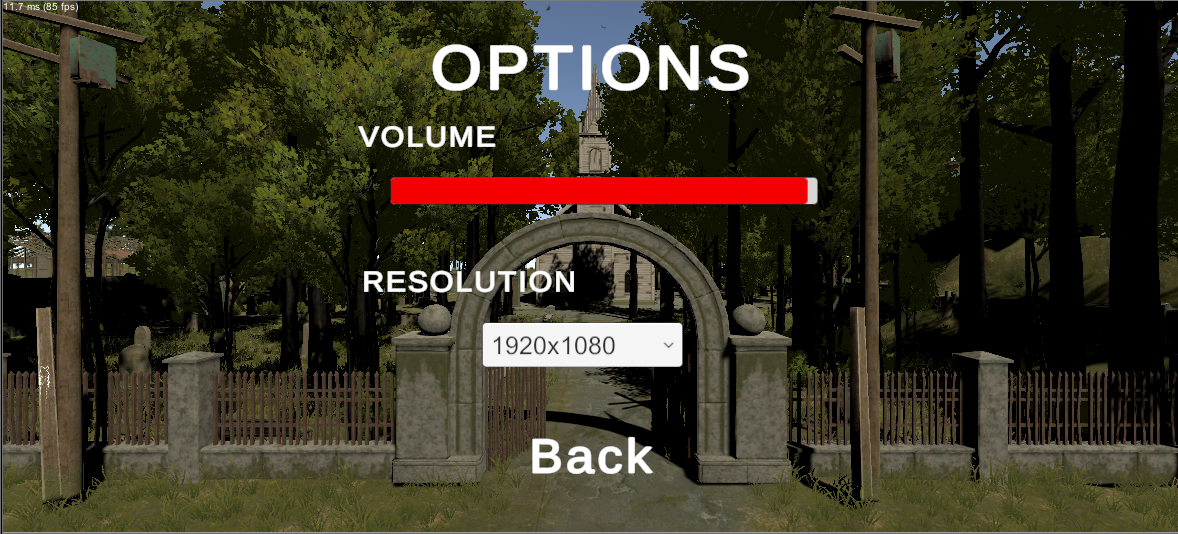 11.7 ms (85 fps)
OPTIONS
VOLUME
RESOLUTION
1920x1080
Back